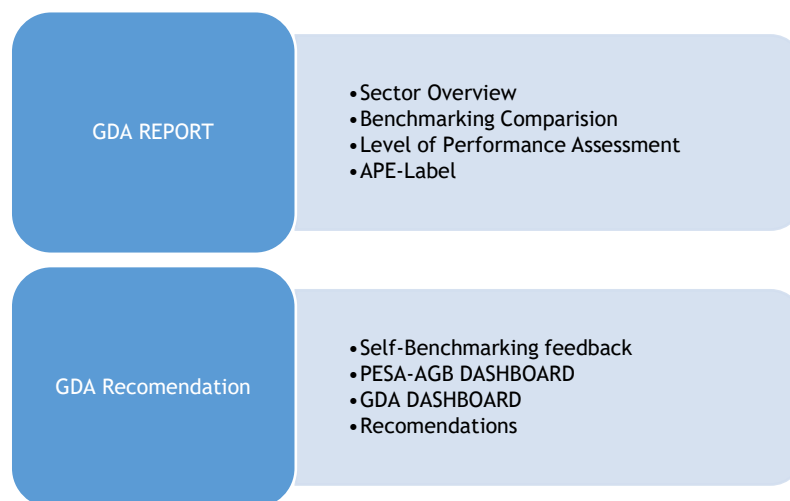 GDA REPORT
•Sector Overview
•Benchmarking Comparision
•Level of Performance Assessment
•APE-Label
GDA Recomendation
•Self-Benchmarking feedback
•PESA-AGB DASHBOARD
•GDA DASHBOARD
•Recomendations